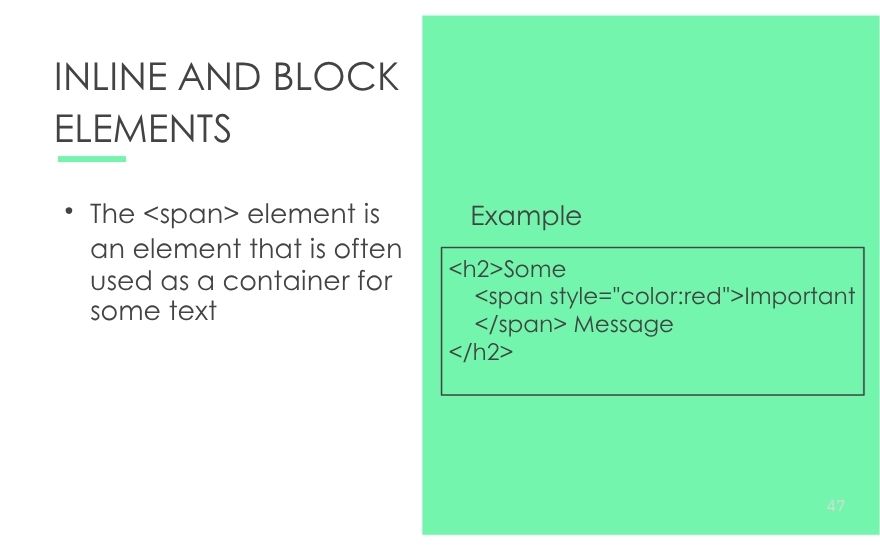 INLINE AND BLOCK
ELEMENTS
• The <span> element is
an element that is often
used as a container for
some text
Example
<h2>Some
<span style="color:red">Important
</span> Message
</h2>
47